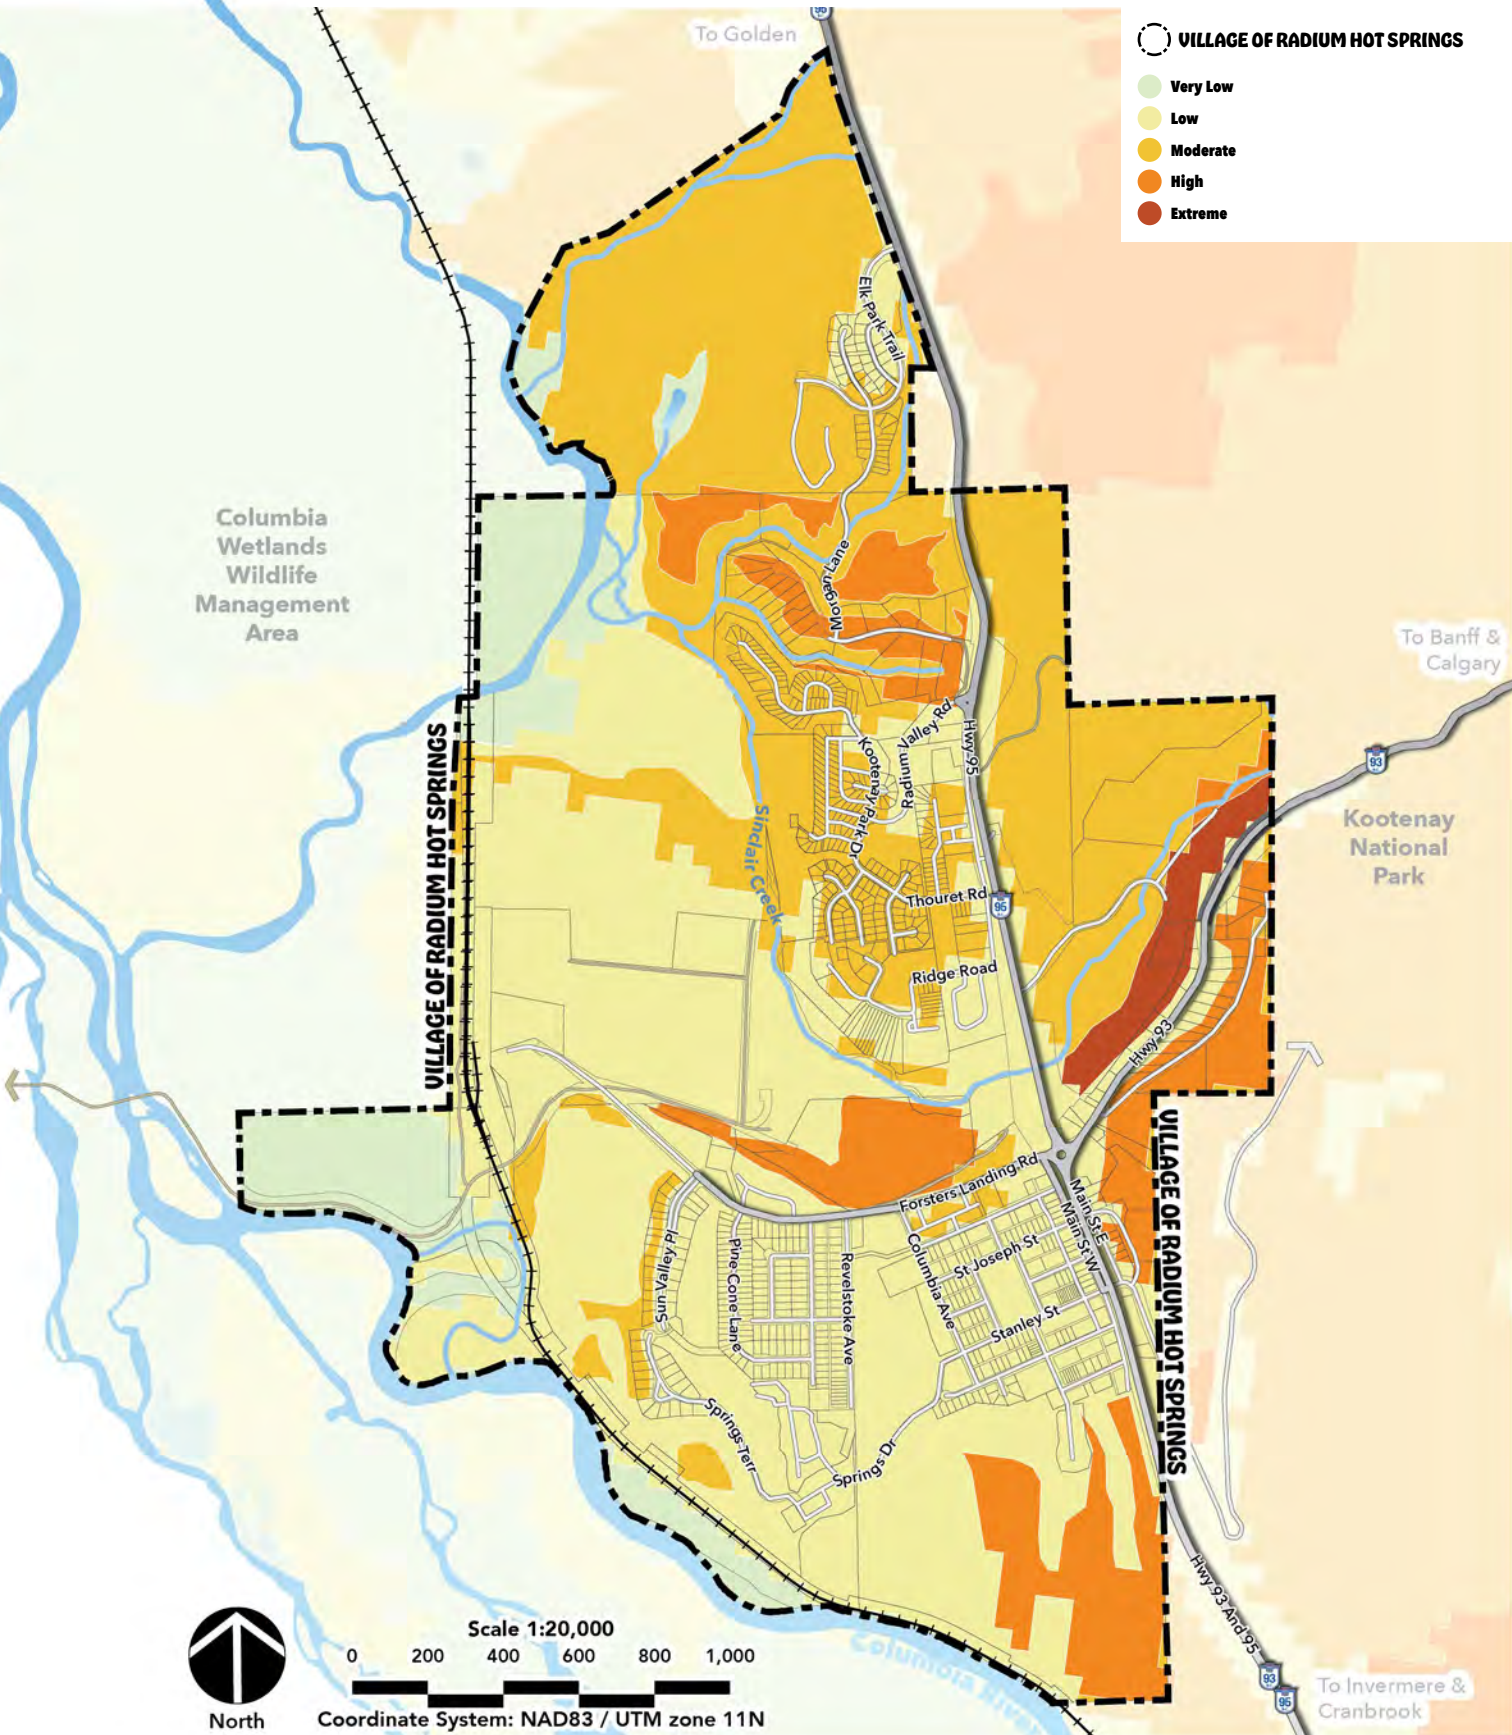 95
To Golden
VILLAGE OF RADIUM HOT SPRINGS
Very Low
Low
Moderate
High
Extreme
Elk Park Trail
Columbia
Wetlands
Wildlife
Management
Area
Morgan Lane
To Banff &
Calgary
VILLAGE OF RADIUM HOT SPRINGS
Radium Valley Rd
Hwy 95
Kootenay Park Dr
93
Sinclair Creek
Kootenay
National
Park
Thouret Rd
95
Ridge Road
Hwy 93
VILLAGE OF RADIUM HOT SPRINGS
Forsters Landing Rd
Main St E
Main St W
Sun Valley Pl
Pine Cone Lane
Revelstoke Ave
Columbia Ave
St Joseph St
Stanley St
Springs Terr
Springs Dr
Hwy 93 And 95
Columbia River
93
95
To Invermere &
Cranbrook
North
Scale 1:20,000
0 200 400 600 800 1,000
Coordinate System: NAD83 / UTM zone 11N